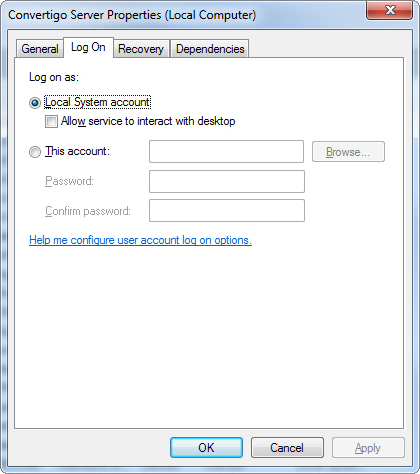 Convertigo Server Properties (Local Computer)
General Log On Recovery Dependencies
Log on as:
Local System account
Allow service to interact with desktop
This account:
Browse...
Password:
Confirm password:
Help me configure user account log on options.
OK Cancel Apply